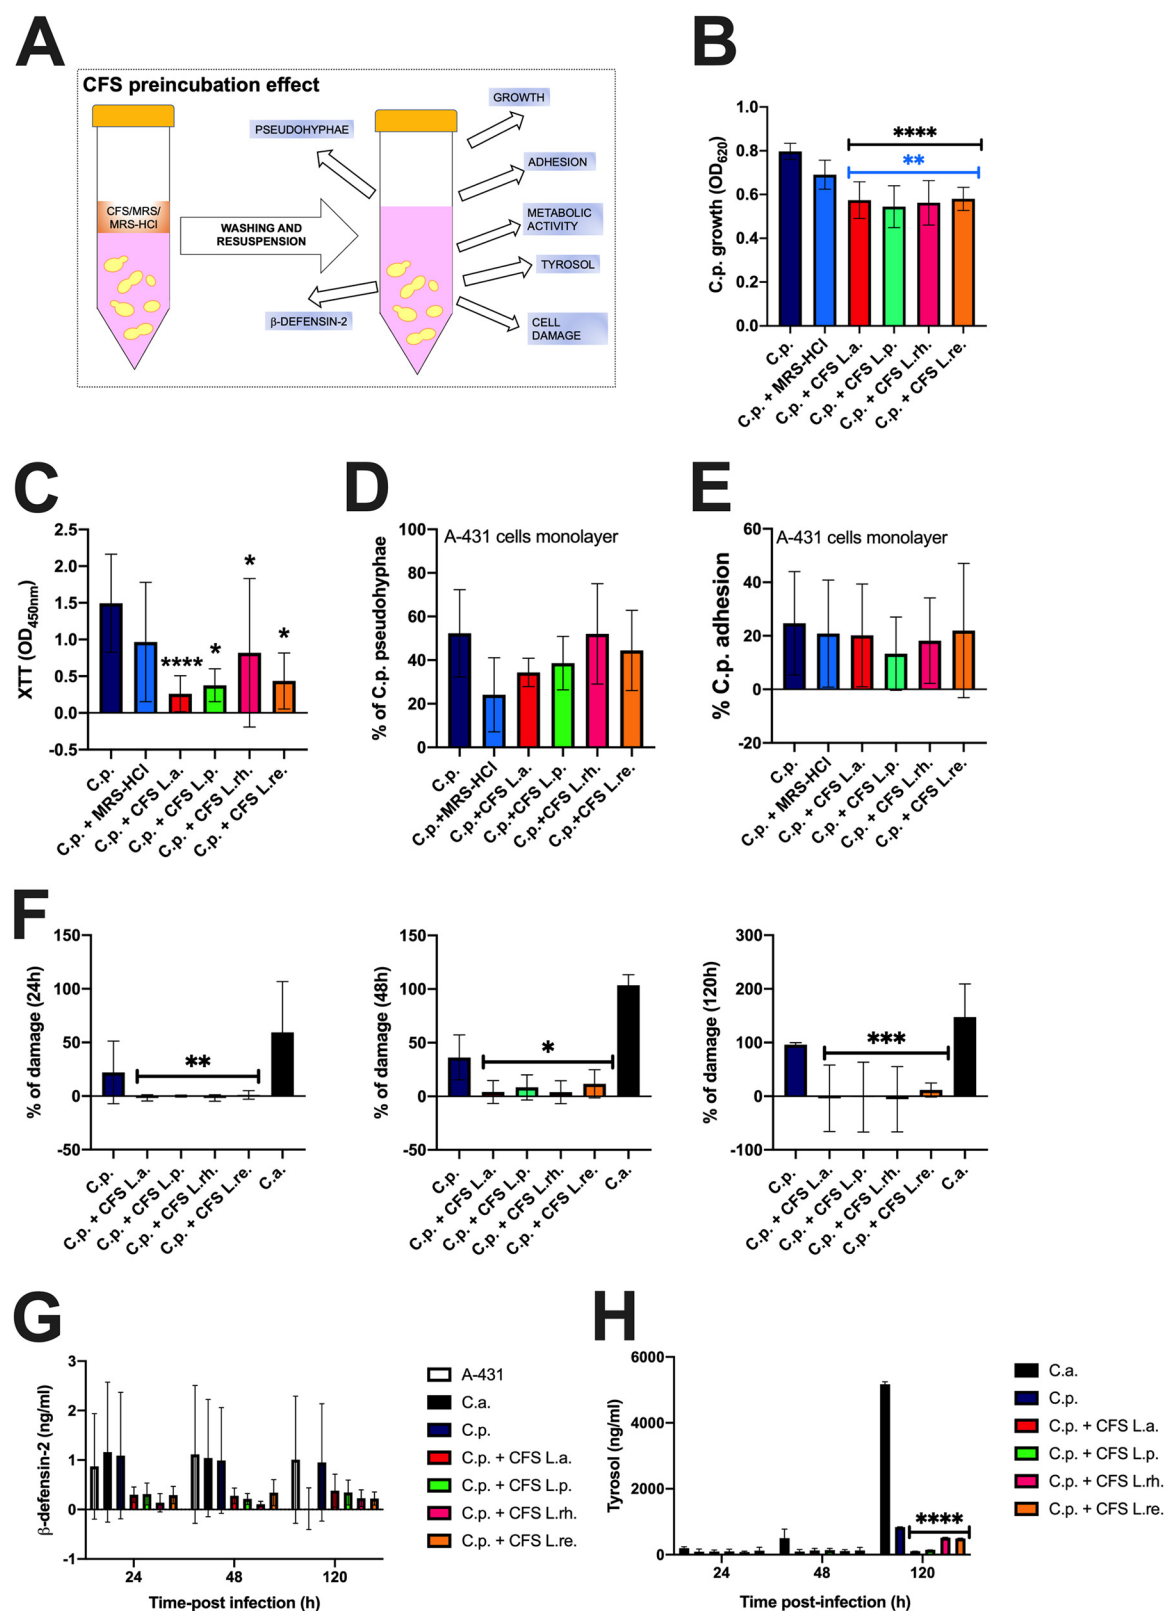 A
CFS preincubation effect
CFS/MRS/
MRS-HCl
WASHING AND
RESUSPENSION
PSEUDOHYPHAE
β-DEFENSIN-2
GROWTH
ADHESION
METABOLIC
ACTIVITY
TYROSOL
CELL
DAMAGE
B
C.p. growth (OD620)
1.0
0.8
0.6
0.4
0.2
0.0
****
**
C.p.
C.p. + MRS-HCl
C.p. + CFS L.a.
C.p. + CFS L.p.
C.p. + CFS L.rh.
C.p. + CFS L.re.
C
XTT (OD450nm)
2.5
2.0
1.5
1.0
0.5
0.0
-0.5
****
*
*
*
C.p.
C.p. + MRS-HCl
C.p. + CFS L.a.
C.p. + CFS L.p.
C.p. + CFS L.rh.
C.p. + CFS L.re.
D
A-431 cells monolayer
% of C.p. pseudohyphae
100
80
60
40
20
0
C.p.
C.p.+MRS-HCl
C.p.+CFS L.a.
C.p.+CFS L.p.
C.p.+CFS L.rh.
C.p.+CFS L.re.
E
A-431 cells monolayer
% C.p. adhesion
60
40
20
0
-20
C.p.
C.p. + MRS-HCl
C.p. + CFS L.a.
C.p. + CFS L.p.
C.p. + CFS L.rh.
C.p. + CFS L.re.
F
% of damage (24h)
150
100
50
0
-50
**
C.p.
C.p. + CFS L.a.
C.p. + CFS L.p.
C.p. + CFS L.rh.
C.p. + CFS L.re.
C.a.
% of damage (48h)
150
100
50
0
-50
*
C.p.
C.p. + CFS L.a.
C.p. + CFS L.p.
C.p. + CFS L.rh.
C.p. + CFS L.re.
C.a.
% of damage (120h)
300
200
100
0
-100
***
C.p.
C.p. + CFS L.a.
C.p. + CFS L.p.
C.p. + CFS L.rh.
C.p. + CFS L.re.
C.a.
G
β-defensin-2 (ng/ml)
3
2
1
0
-1
24
48
120
Time-post infection (h)
A-431
C.a.
C.p.
C.p. + CFS L.a.
C.p. + CFS L.p.
C.p. + CFS L.rh.
C.p. + CFS L.re.
H
Tyrosol (ng/ml)
6000
4000
2000
0
****
24
48
120
Time post-infection (h)
C.a.
C.p.
C.p. + CFS L.a.
C.p. + CFS L.p.
C.p. + CFS L.rh.
C.p. + CFS L.re.